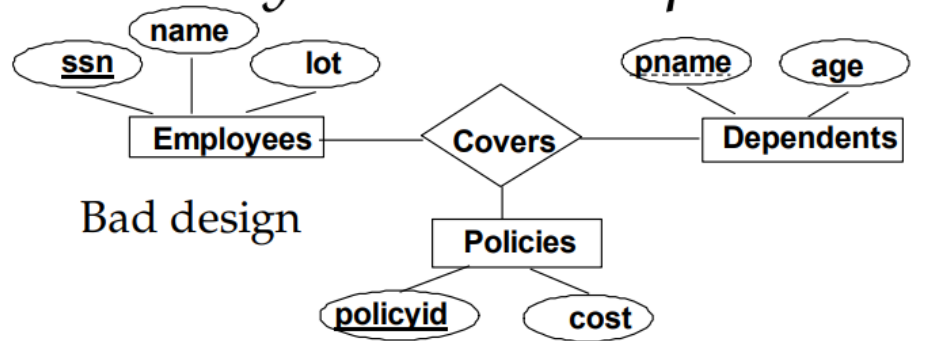 name
ssn
lot
pname
age
Employees
Covers
Dependents
Bad design
Policies
policyid
cost